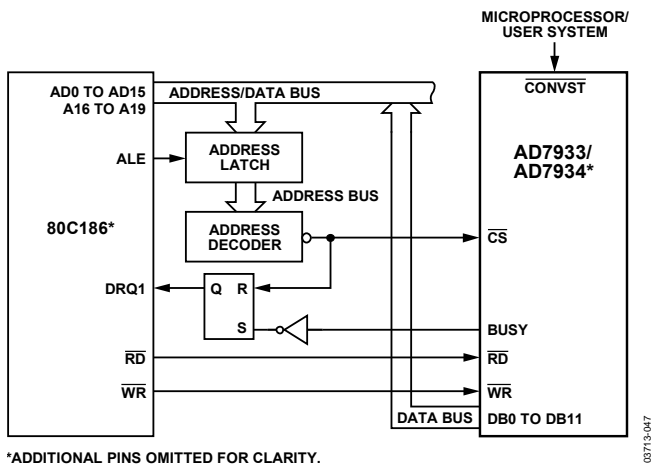 MICROPROCESSOR/
USER SYSTEM
AD0 TO AD15
A16 TO A19
ADDRESS/DATA BUS
CONVST
ALE
ADDRESS
LATCH
AD7933/
AD7934*
ADDRESS BUS
80C186*
ADDRESS
DECODER
CS
DRQ1
Q R
S
BUSY
RD
RD
WR
WR
DATA BUS
DB0 TO DB11
*ADDITIONAL PINS OMITTED FOR CLARITY.
03713-047